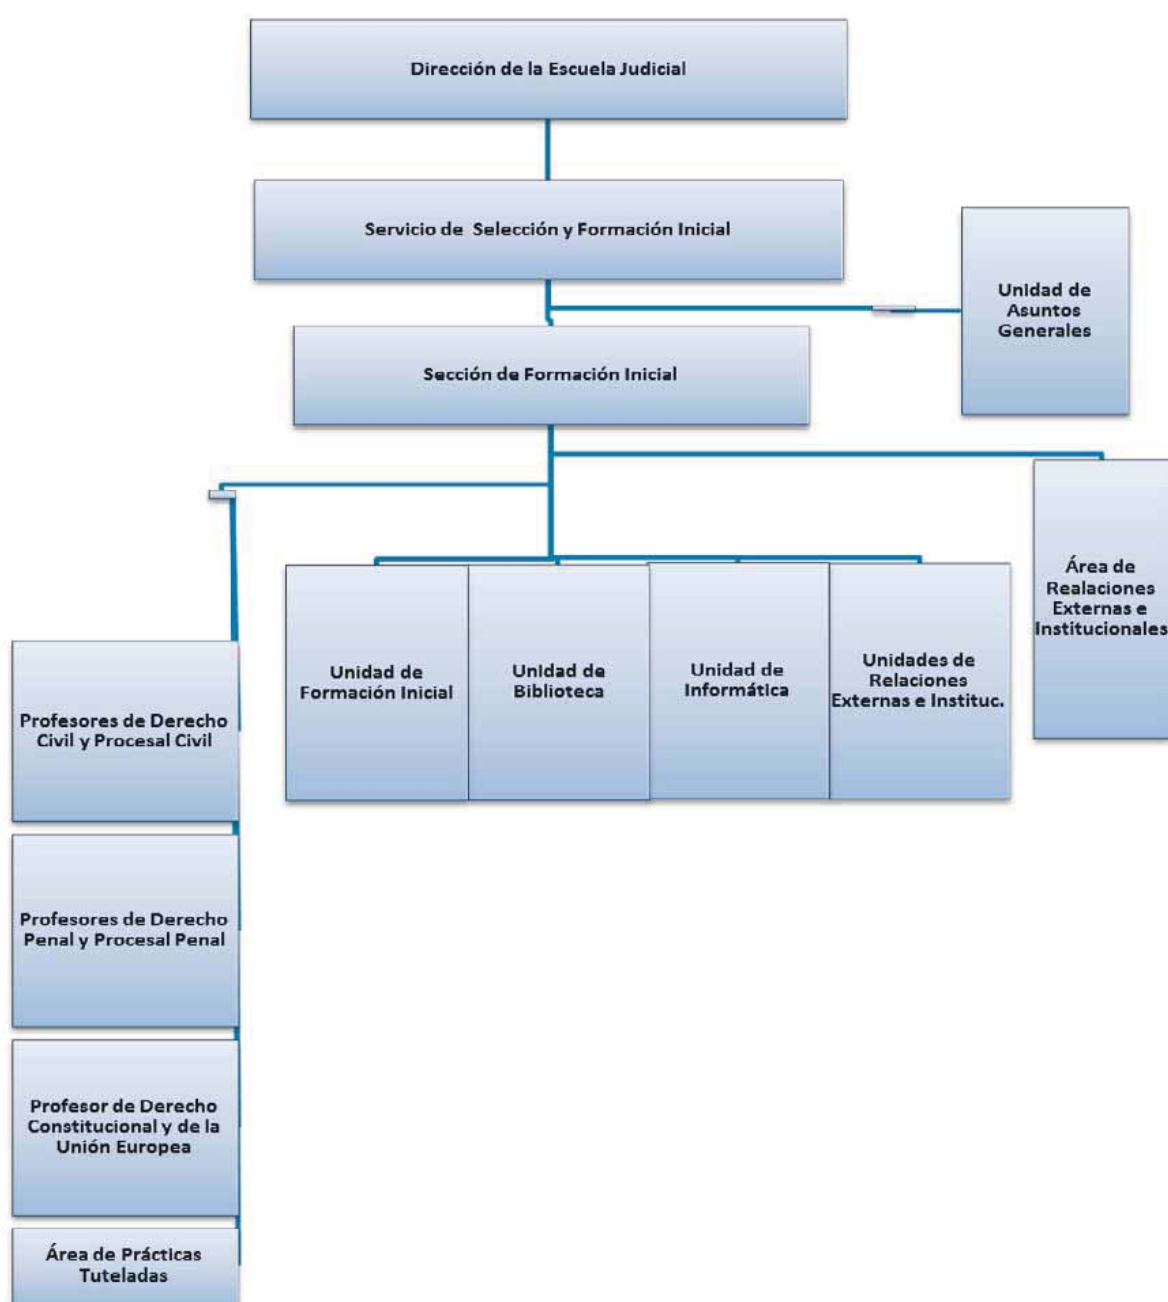 Dirección de la Escuela Judicial
Servicio de Selección y Formación Inicial
Unidad de
Asuntos
Generales
Sección de Formación Inicial
Área de
Realaciones
Externas e
Institucionales
Unidad de
Formación Inicial
Unidad de
Biblioteca
Unidad de
Informática
Unidades de
Relaciones
Externas e Instituc.
Profesores de Derecho
Civil y Procesal Civil
Profesores de Derecho
Penal y Procesal Penal
Profesor de Derecho
Constitucional y de la
Unión Europea
Área de Prácticas
Tuteladas